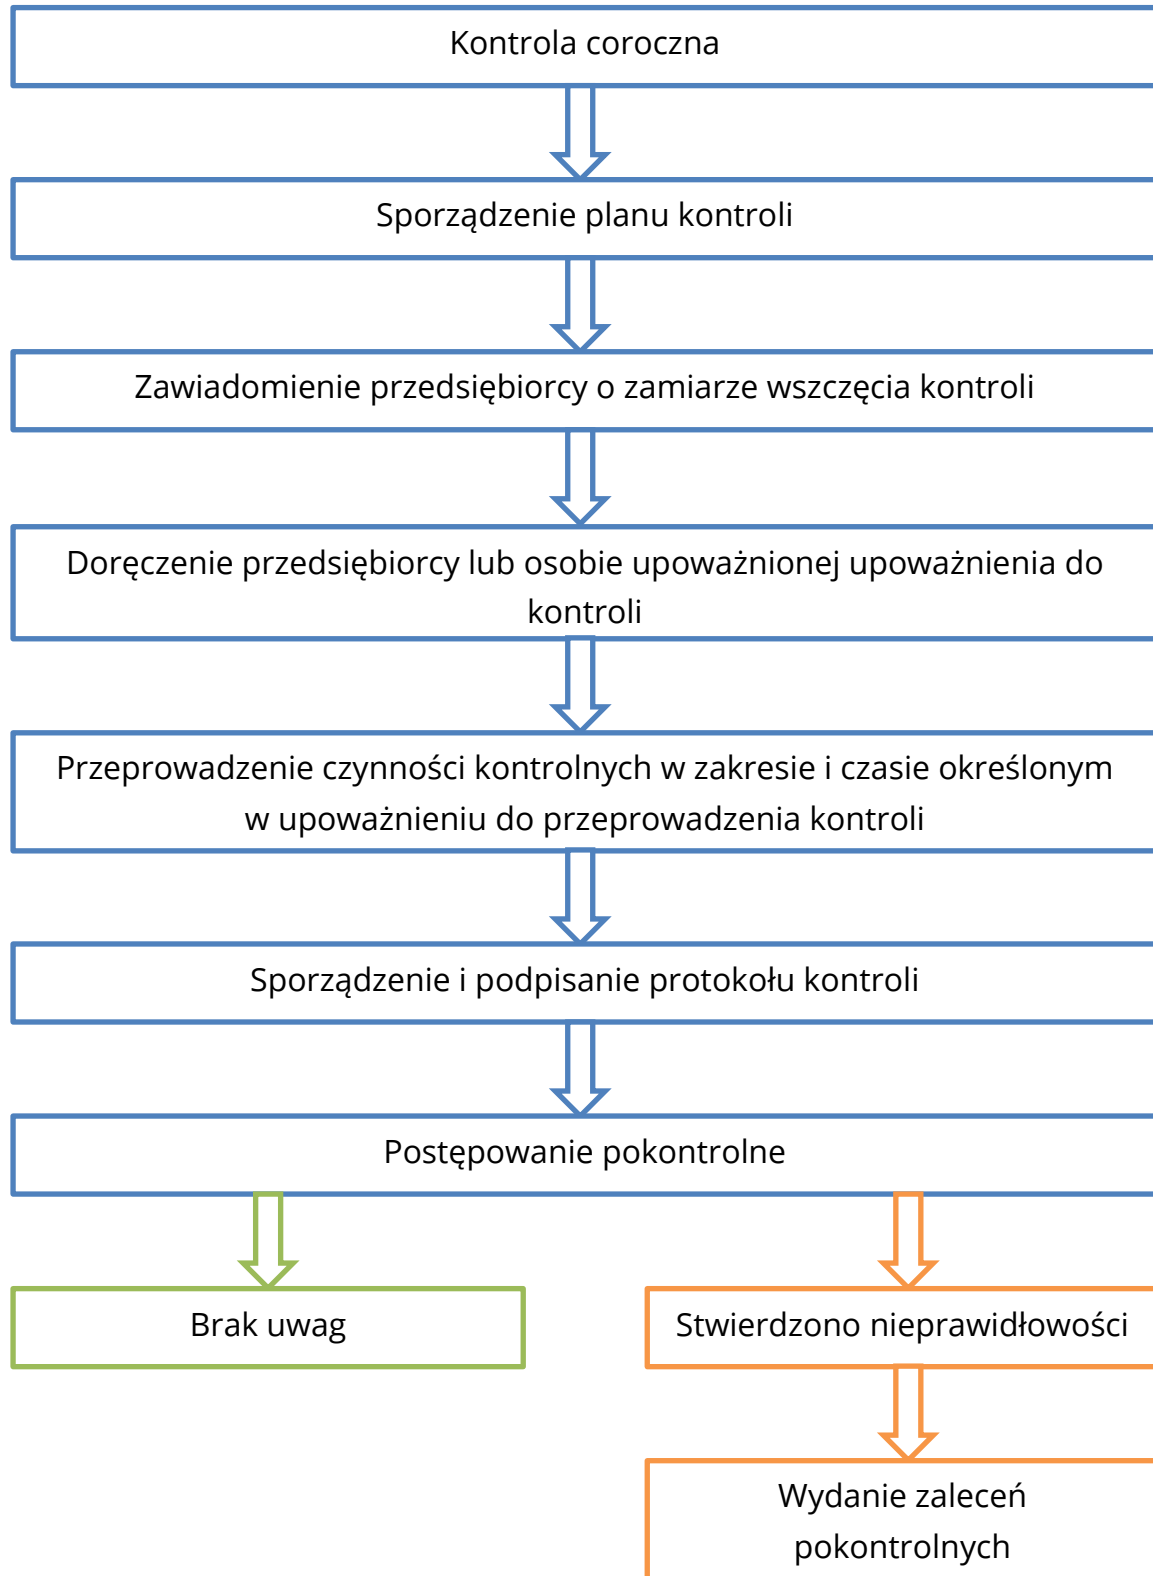 Kontrola coroczna
Sporządzenie planu kontroli
Zawiadomienie przedsiębiorcy o zamiarze wszczęcia kontroli
Doręczenie przedsiębiorcy lub osobie upoważnionej upoważnienia do
kontroli
Przeprowadzenie czynności kontrolnych w zakresie i czasie określonym
w upoważnieniu do przeprowadzenia kontroli
Sporządzenie i podpisanie protokołu kontroli
Postępowanie pokontrolne
Brak uwag
Stwierdzono nieprawidłowości
Wydanie zaleceń
pokontrolnych